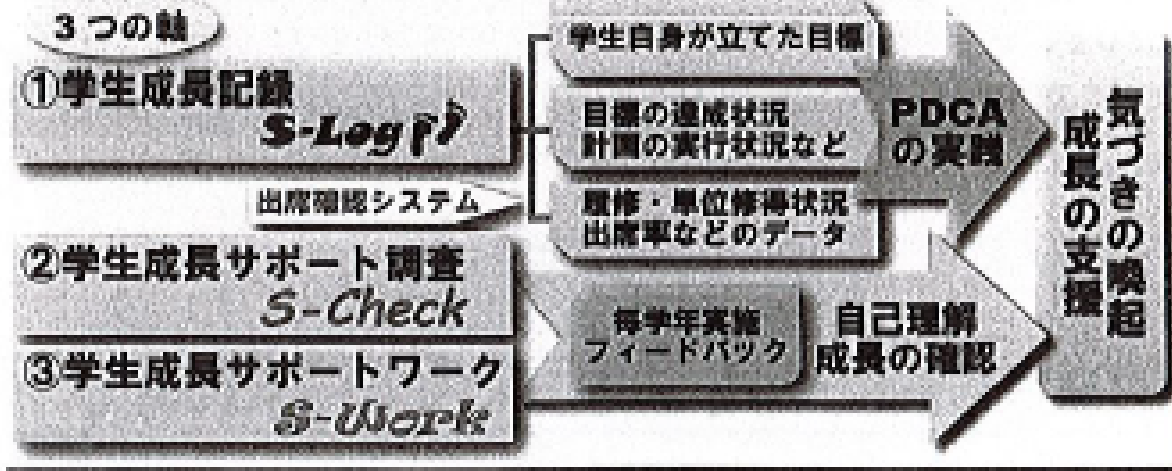 3つの軸
①学生成長記録
S-Log
出席確認システム
学生自身が立てた目標
目標の達成状況
計画の実行状況など
履修・単位修得状況
出席率などのデータ
PDCA
の実践
②学生成長サポート調査
S-Check
③学生成長サポートワーク
S-Work
毎学年実施
フィードバック
自己理解
成長の確認
気づきの喚起
成長の支援